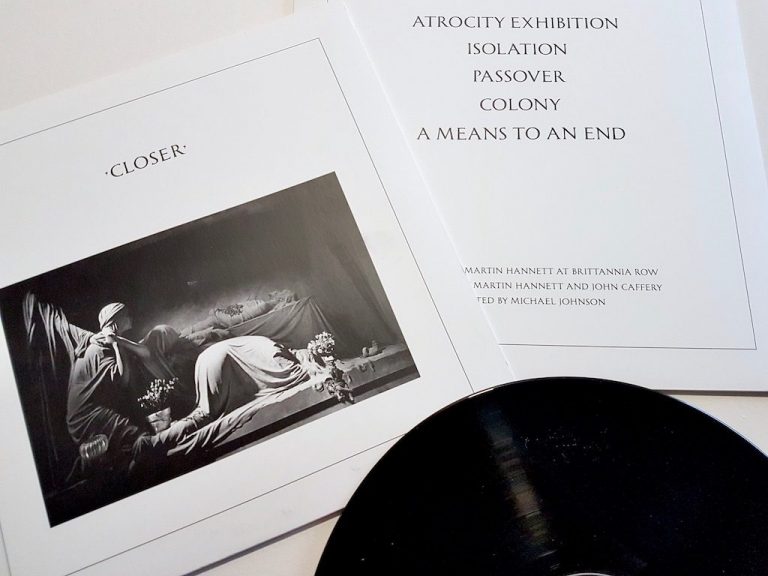 ·CLOSER·
ATROCITY EXHIBITION
ISOLATION
PASSOVER
COLONY
A MEANS TO AN END
MARTIN HANNETT AT BRITTANNIA ROW
MARTIN HANNETT AND JOHN CAFFERY
TED BY MICHAEL JOHNSON